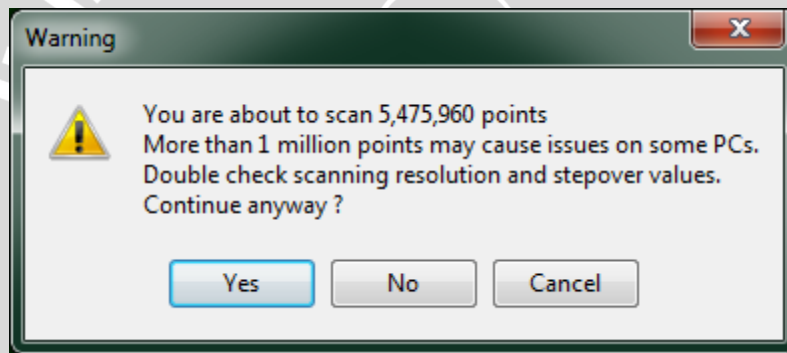 Warning
You are about to scan 5,475,960 points
More than 1 million points may cause issues on some PCs.
Double check scanning resolution and stepover values.
Continue anyway ?
Yes No Cancel